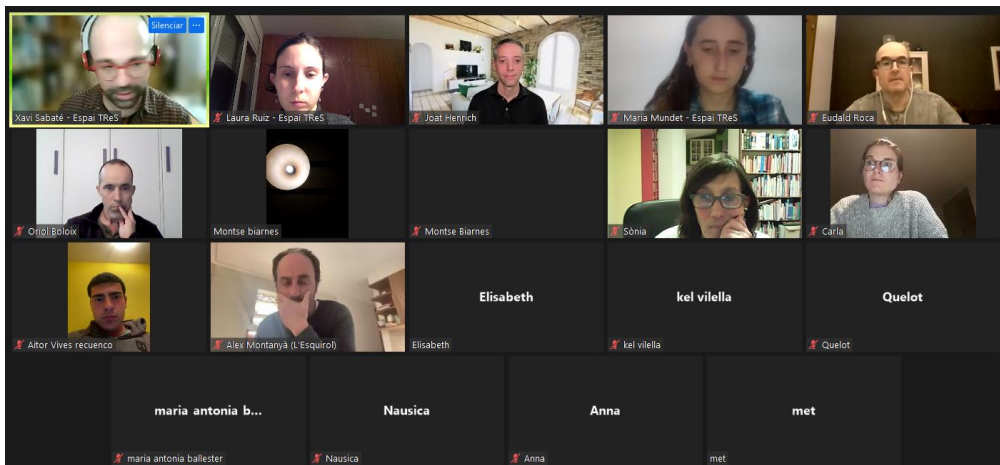 Silenciar ...
Xavi Sabaté - Espai TReS
Laura Ruiz - Espai TReS
Joat Henrich
Maria Mundet - Espai TReS
Eudald Roca
Oriol Boloix
Montse biarnes
Montse Biarnes
Sònia
Carla
Aitor Vives recuenco
Alex Montanyà (L'Esquirol)
Elisabeth
Elisabeth
kel vilella
kel vilella
Quelot
Quelot
maria antonia b...
maria antonia ballester
Nausica
Nausica
Anna
Anna
met
met